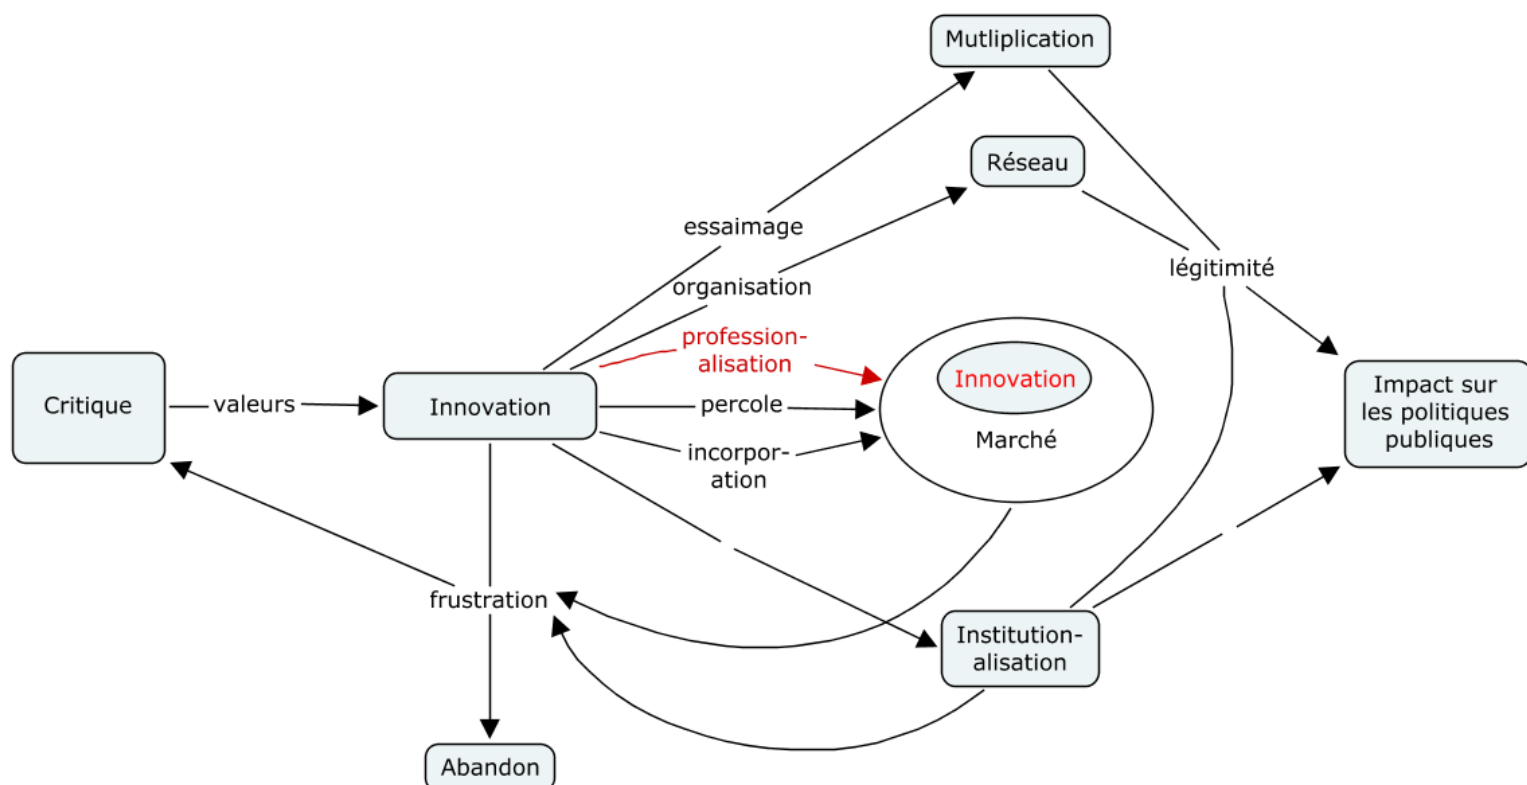 Mutliplication
Réseau
essaimage
légitimité
organisation
profession-
alisation
Innovation
Impact sur
les politiques
publiques
Critique
valeurs
Innovation
percole
Marché
incorpor-
ation
frustration
Institution-
alisation
Abandon